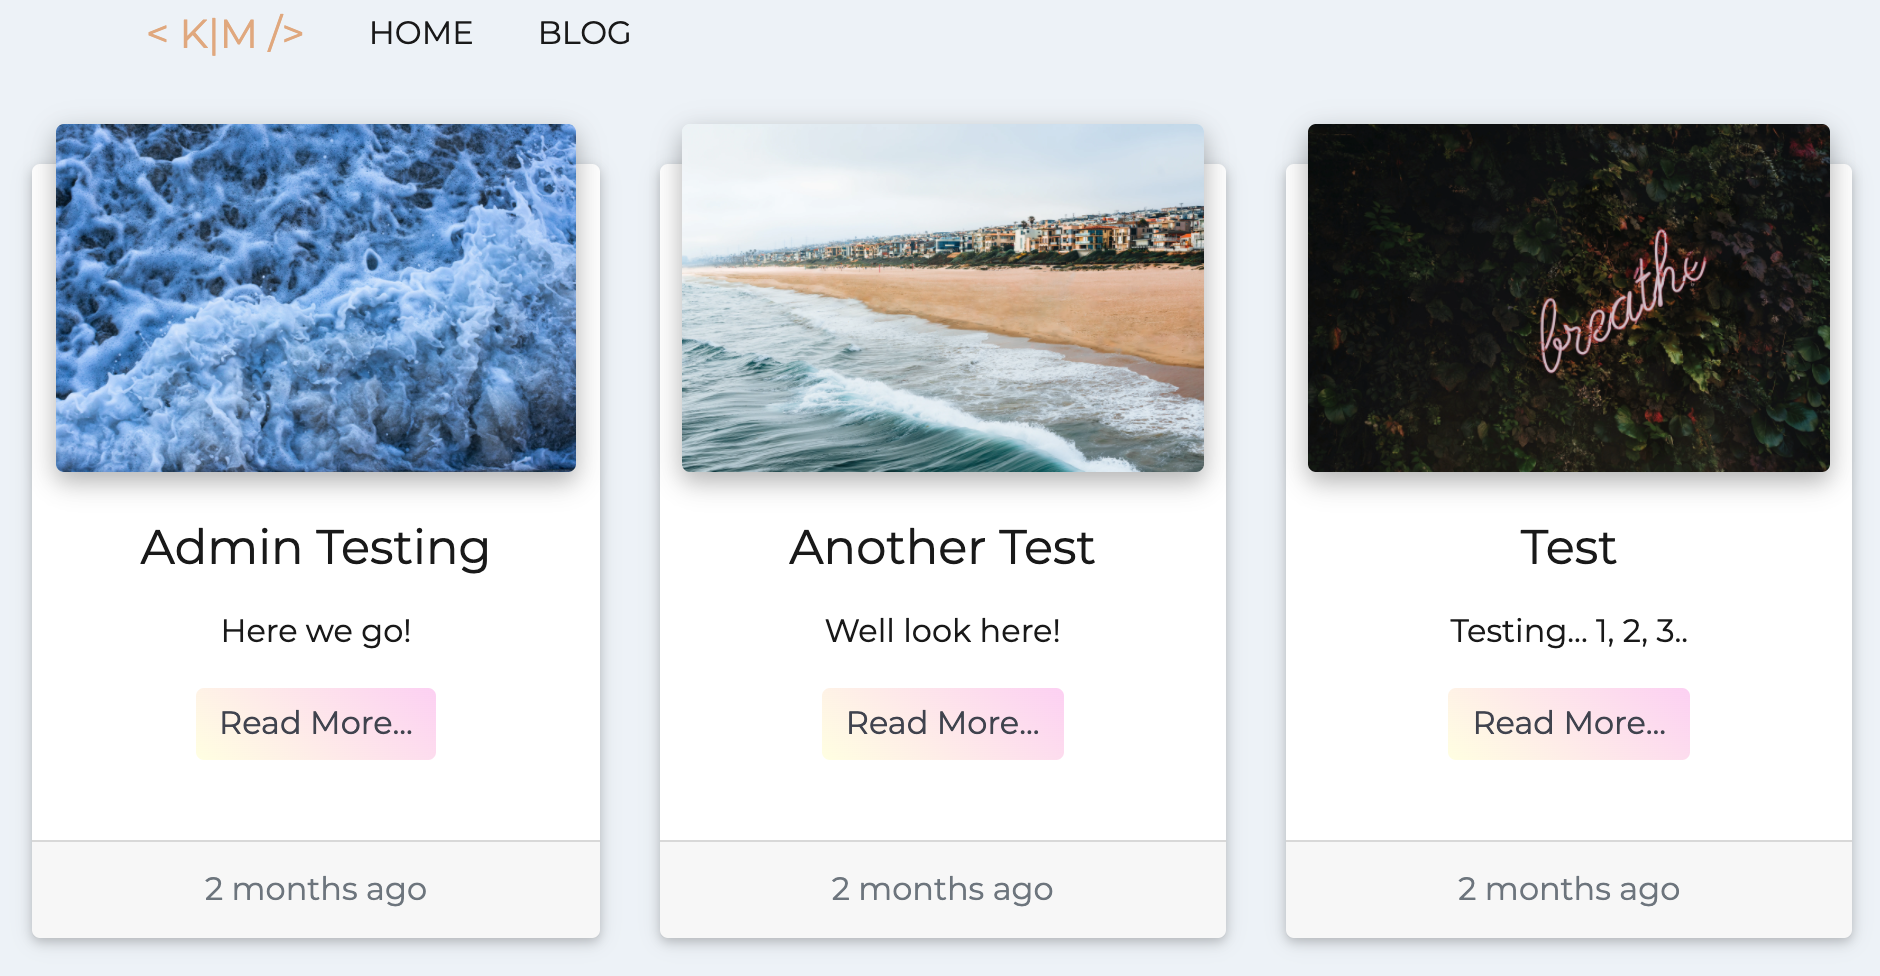 < K|M />
HOME
BLOG
breathe
Admin Testing
Here we go!
Read More...
2 months ago
Another Test
Well look here!
Read More...
2 months ago
Test
Testing... 1, 2, 3..
Read More...
2 months ago